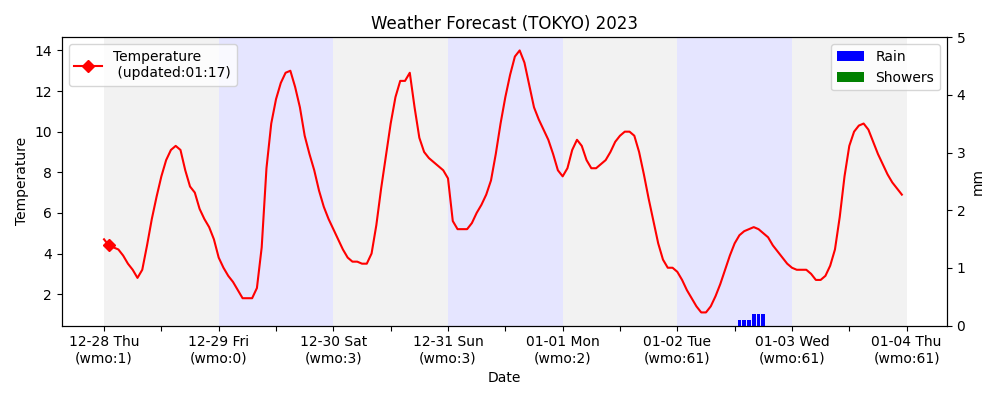 Weather Forecast (TOKYO) 2023
Temperature
(updated:01:17)
Rain
Showers
14
12
10
8
6
4
2
Temperature
5
4
3
2
1
0
mm
12-28 Thu
(wmo:1)
12-29 Fri
(wmo:0)
12-30 Sat
(wmo:3)
12-31 Sun
(wmo:3)
01-01 Mon
(wmo:2)
01-02 Tue
(wmo:61)
01-03 Wed
(wmo:61)
01-04 Thu
(wmo:61)
Date